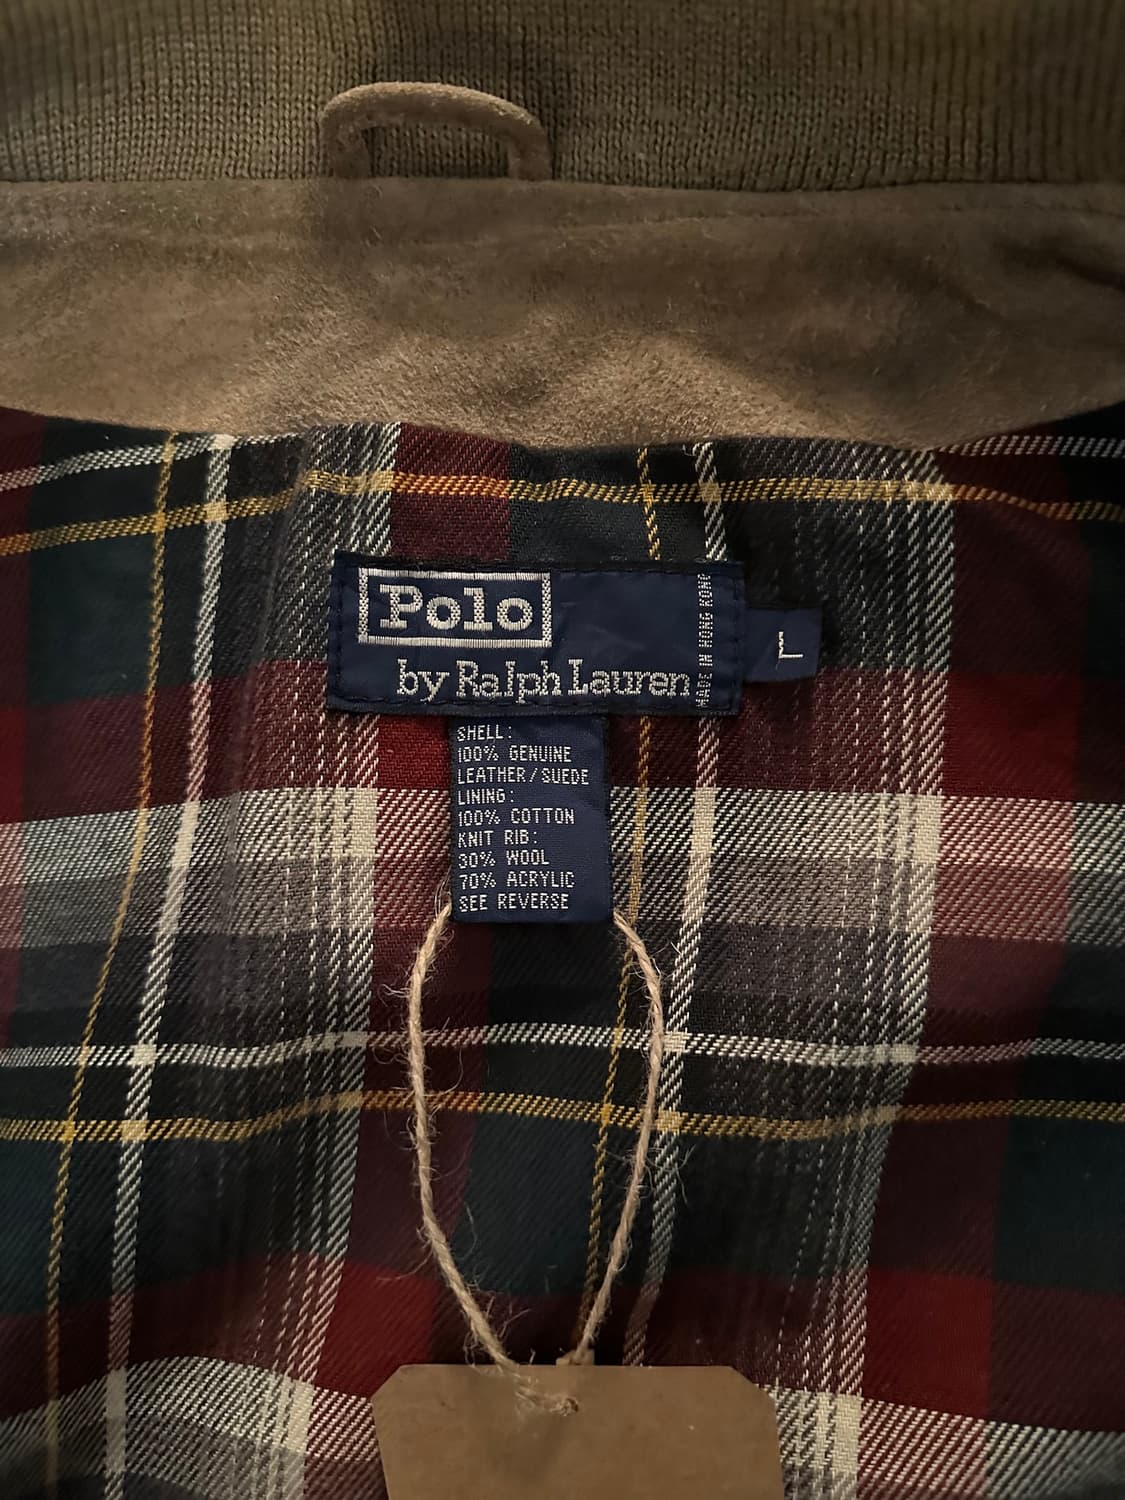 Polo
by Ralph Lauren
MADE IN HONG KONG
L
SHELL:
100% GENUINE
LEATHER/SUEDE
LINING:
100% COTTON
KNIT RIB:
30% WOOL
70% ACRYLIC
SEE REVERSE